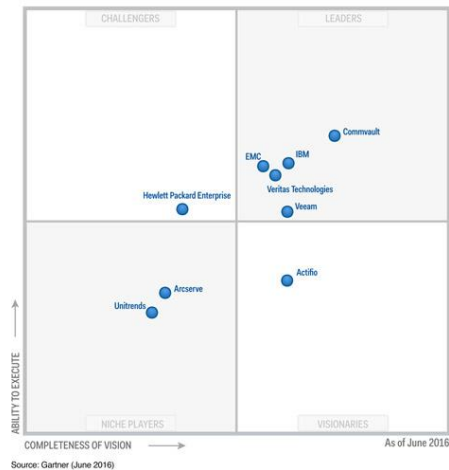 CHALLENGERS
LEADERS
Commvault
EMC
IBM
Veritas Technologies
Hewlett Packard Enterprise
Veeam
Actifio
Arcserve
Unitrends
ABILITY TO EXECUTE
NICHE PLAYERS
VISIONARIES
COMPLETENESS OF VISION
As of June 2016
Source: Gartner (June 2016)